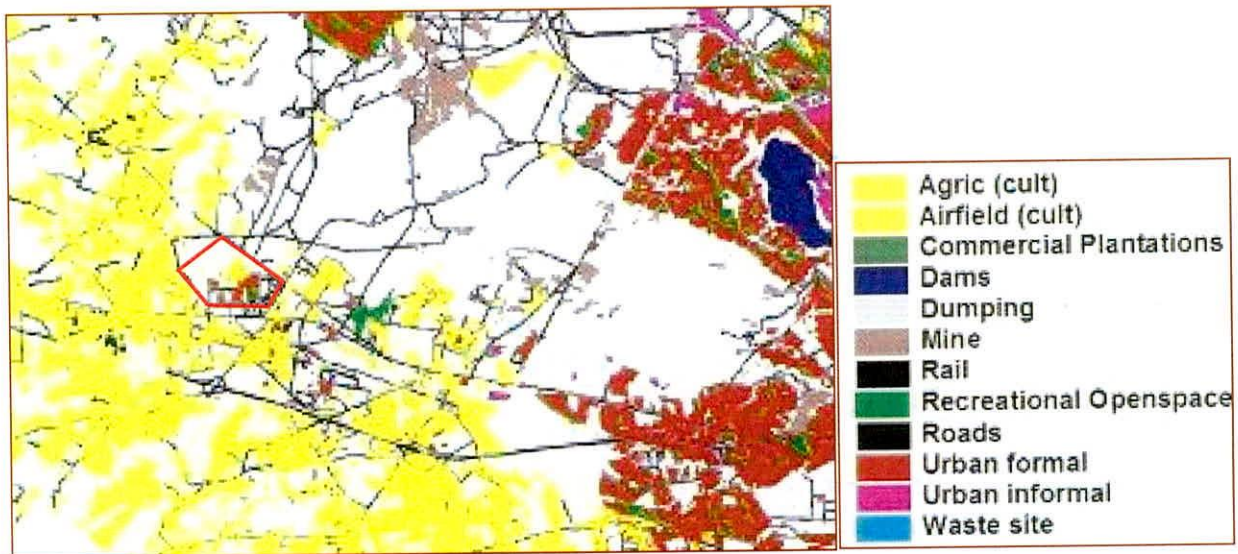 Agric (cult)
Airfield (cult)
Commercial Plantations
Dams
Dumping
Mine
Rail
Recreational Openspace
Roads
Urban formal
Urban informal
Waste site